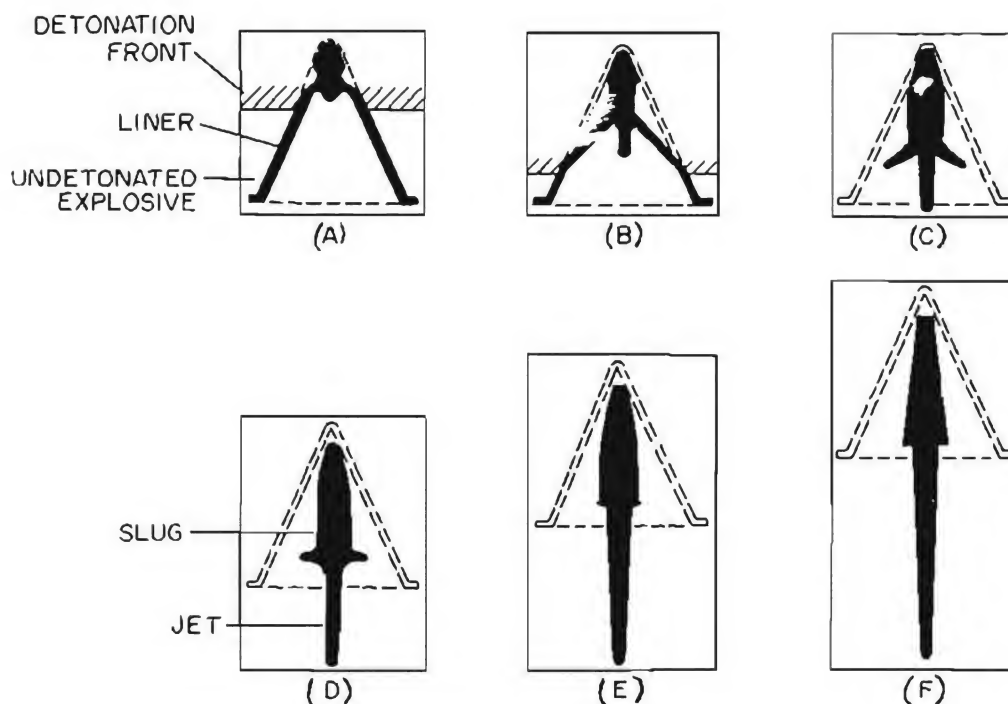 DETONATION
FRONT
LINER
UNDETONATED
EXPLOSIVE
(A)
(B)
(C)
SLUG
JET
(D)
(E)
(F)